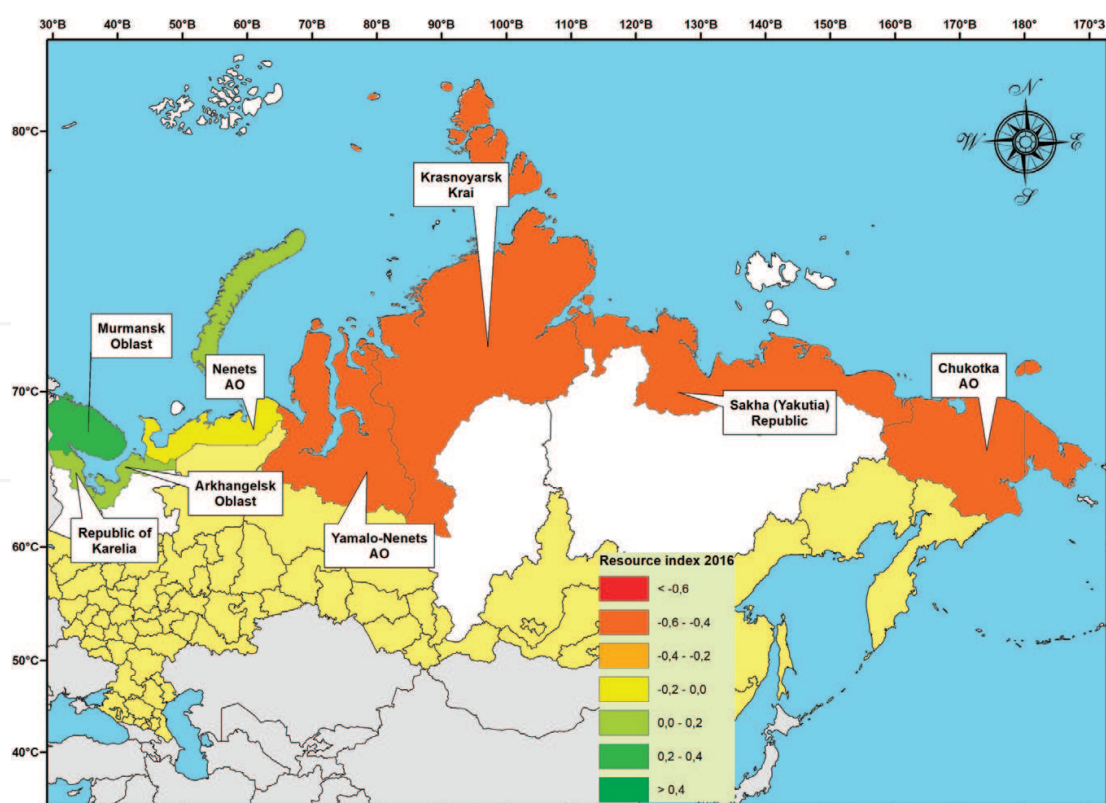 30°В 40°В 50°В 60°В 70°В 80°В 90°В 100°В 110°В 120°В 130°В 140°В 150°В 160°В 170°В 180° 170°З
80°С
70°С
60°С
50°С
40°С
N
W E
S
Krasnoyarsk
Krai
Murmansk
Oblast
Nenets
AO
Chukotka
AO
Sakha (Yakutia)
Republic
Arkhangelsk
Oblast
Republic of
Karelia
Yamalo-Nenets
AO
Resource index 2016
< -0,6
-0,6 - -0,4
-0,4 - -0,2
-0,2 - 0,0
0,0 - 0,2
0,2 - 0,4
> 0,4